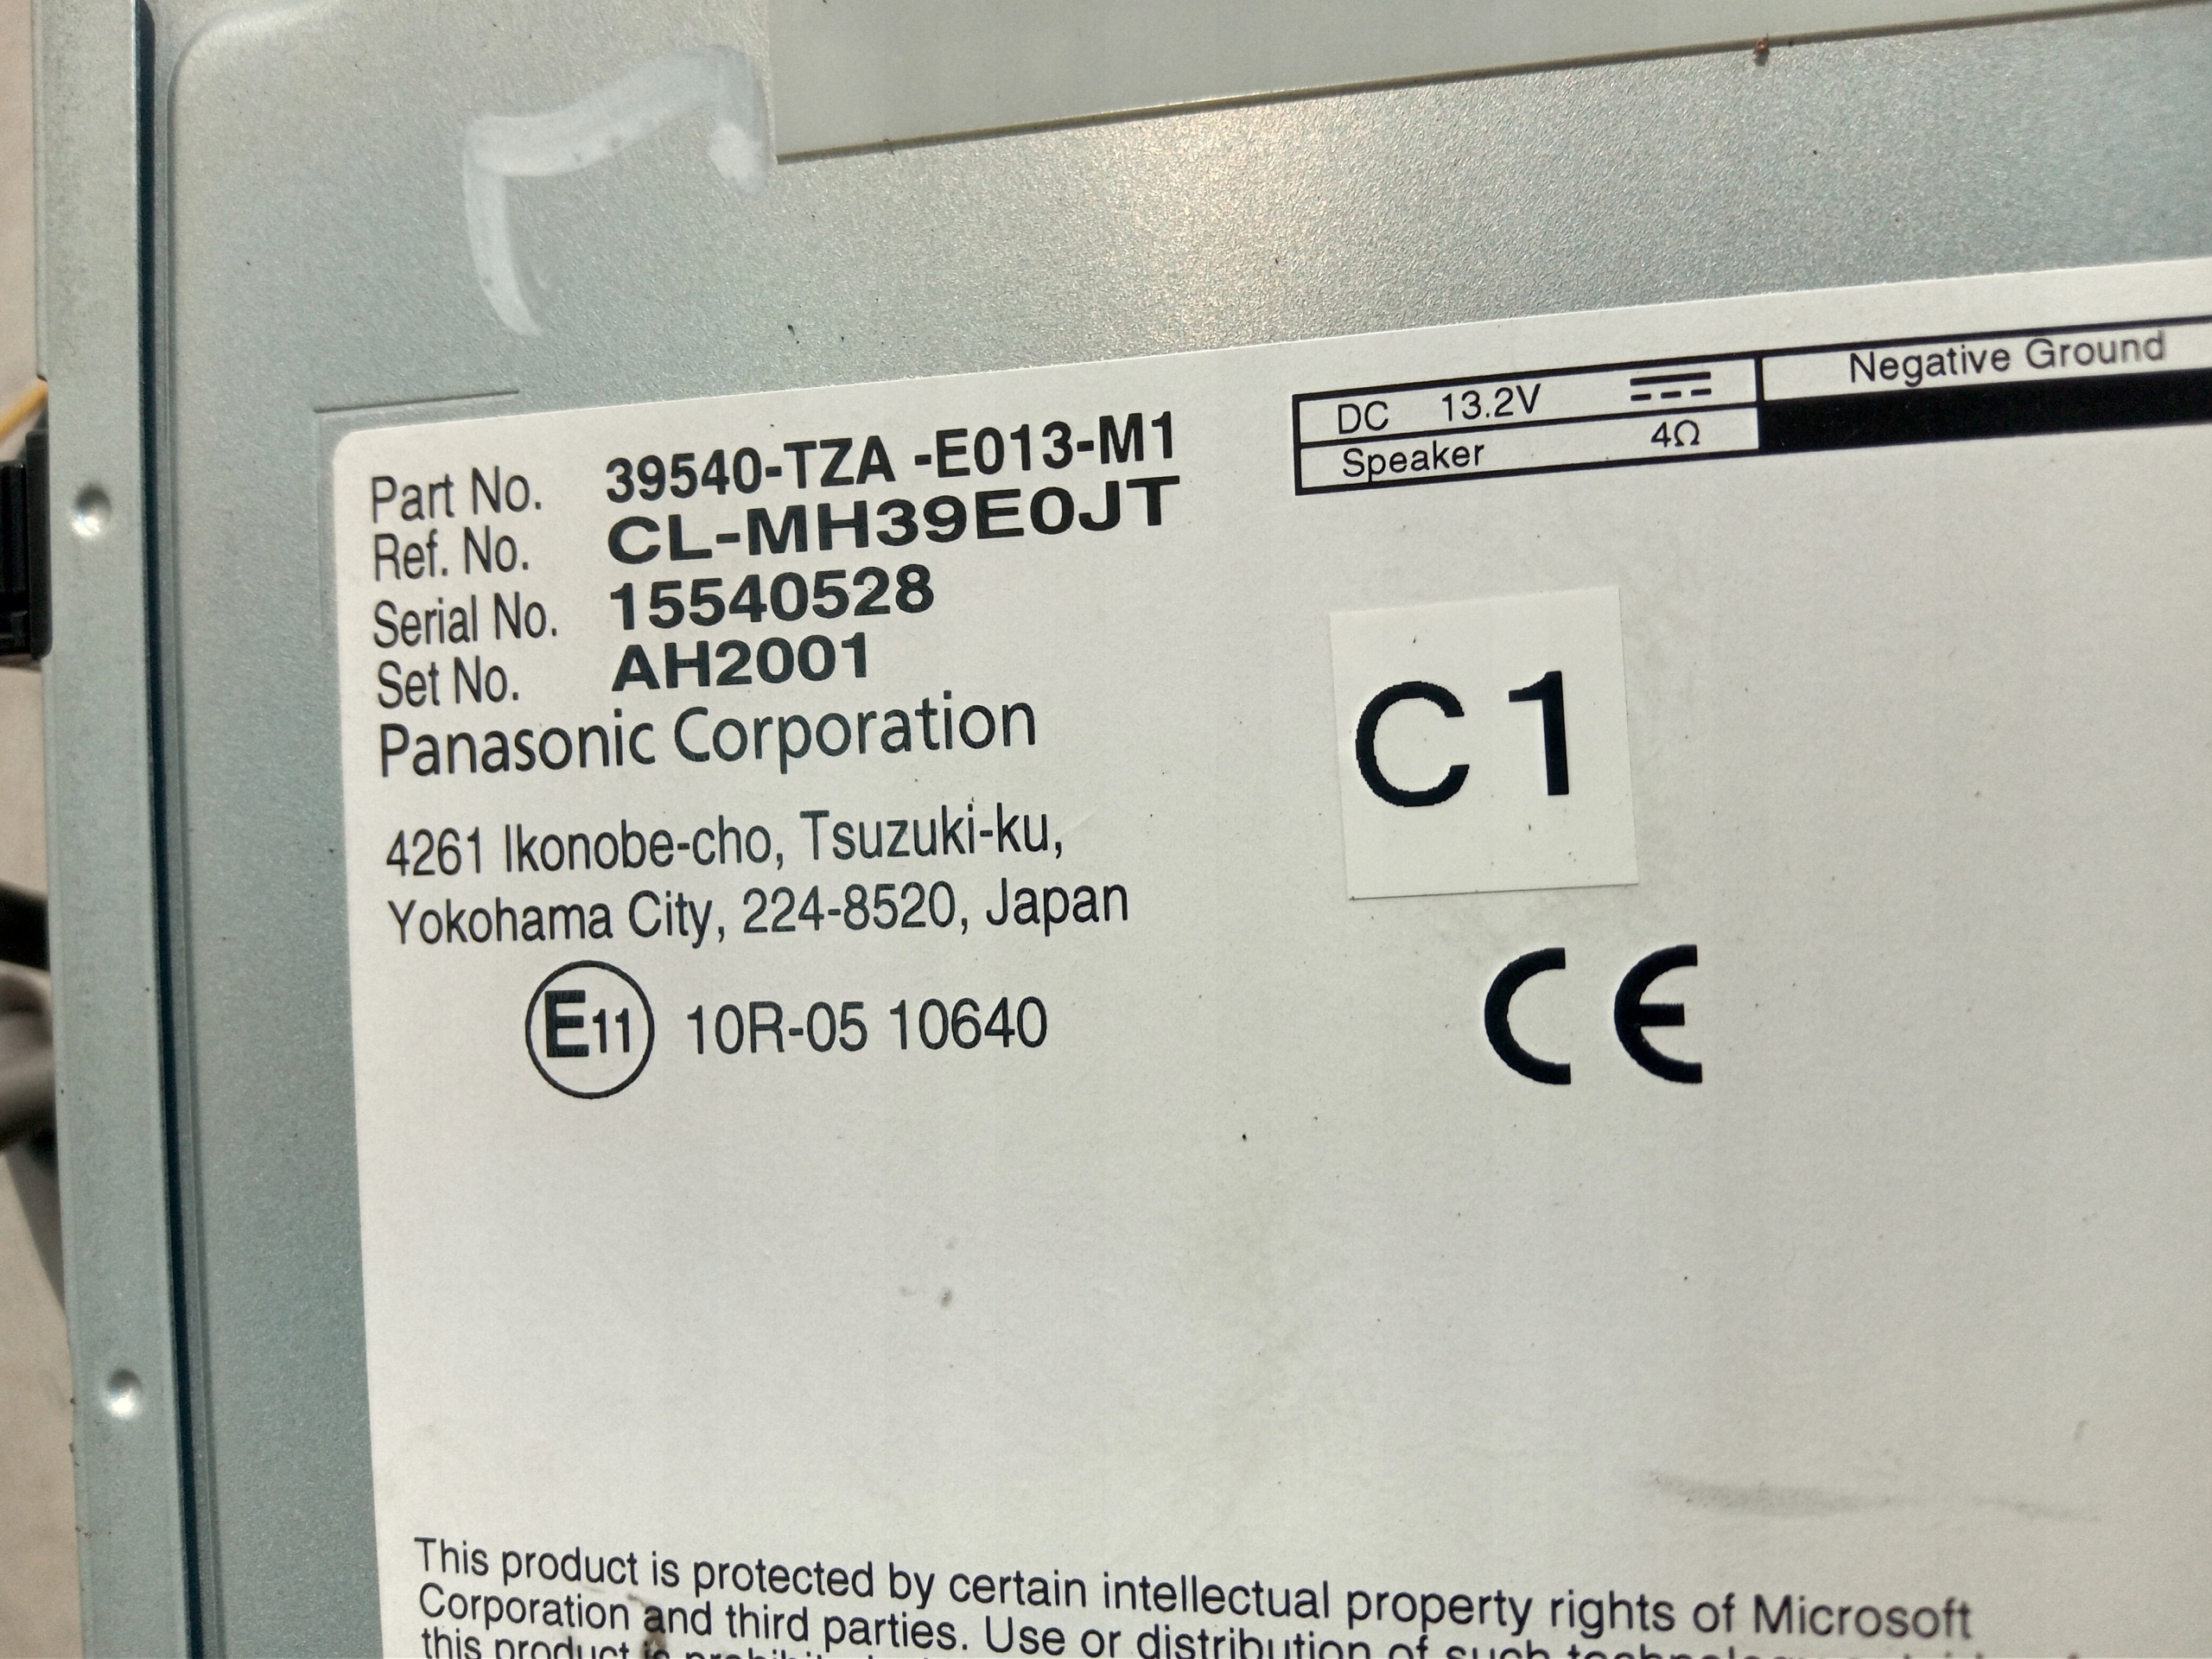 Part No. 39540-TZA -E013-M1
Ref. No. CL-MH39E0JT
Serial No. 15540528
Set No. AH2001
Panasonic Corporation
4261 Ikonobe-cho, Tsuzuki-ku,
Yokohama City, 224-8520, Japan
E11 10R-05 10640
DC 13.2V
Speaker 4Ω
Negative Ground
C1
CE
This product is protected by certain intellectual property rights of Microsoft
Corporation and third parties. Use or distribution of such
this product is